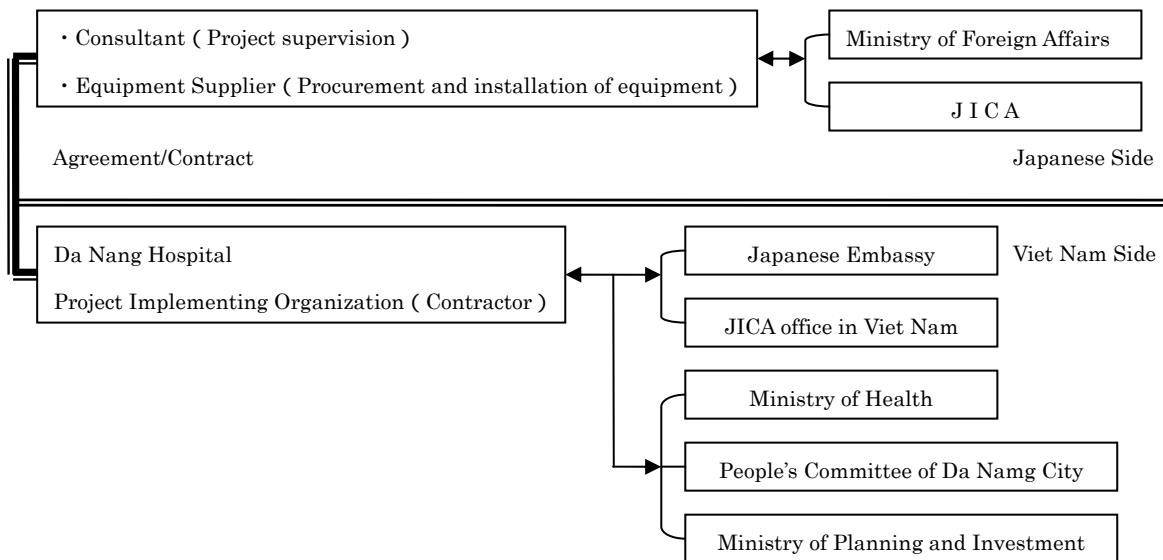 ・Consultant ( Project supervision )
・Equipment Supplier ( Procurement and installation of equipment )
Ministry of Foreign Affairs
J I C A
Agreement/Contract
Japanese Side
Da Nang Hospital
Project Implementing Organization ( Contractor )
Japanese Embassy
Viet Nam Side
JICA office in Viet Nam
Ministry of Health
People’s Committee of Da Namg City
Ministry of Planning and Investment